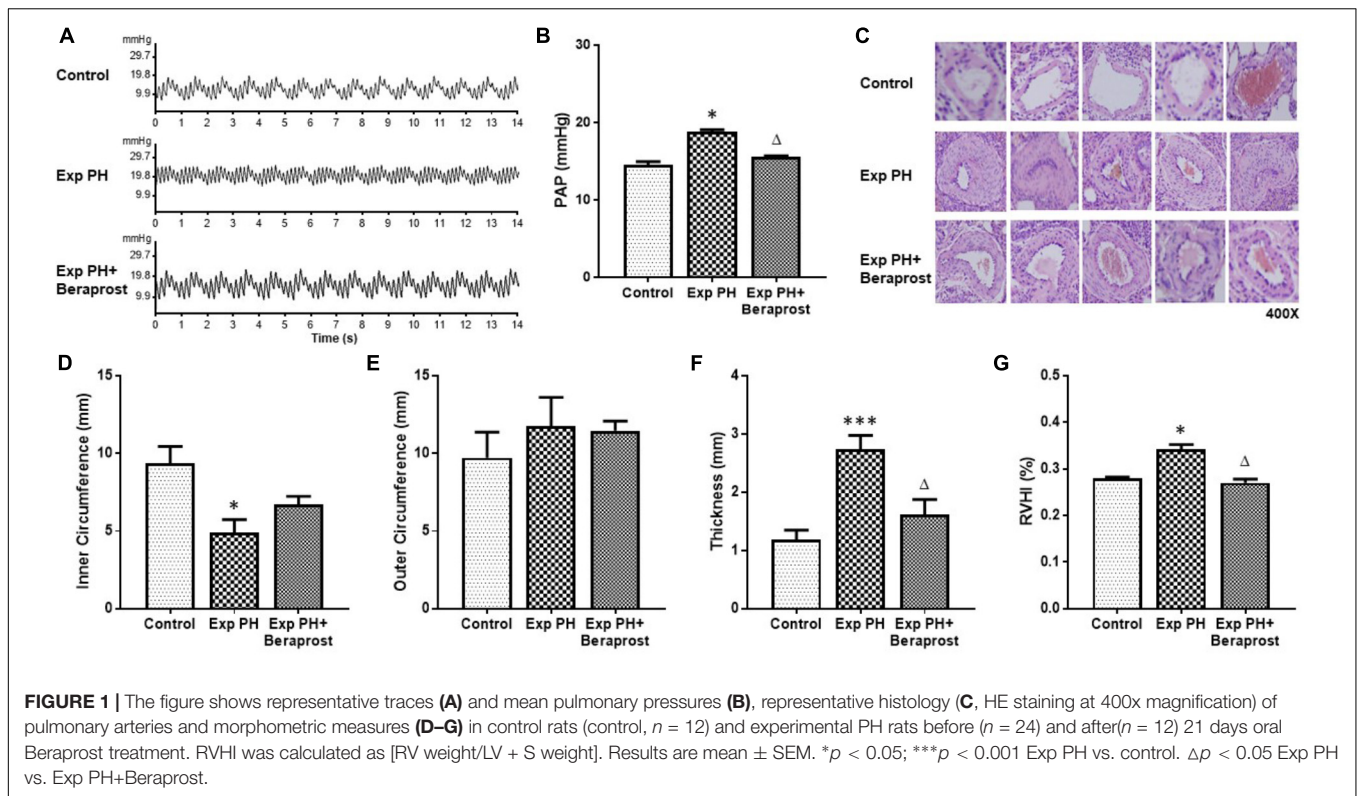 A
mmHg
29.7
Control
19.8
9.9
0 1 2 3 4 5 6 7 8 9 10 11 12 13 14
mmHg
29.7
Exp PH
19.8
9.9
0 1 2 3 4 5 6 7 8 9 10 11 12 13 14
mmHg
29.7
Exp PH+
Beraprost
19.8
9.9
0 1 2 3 4 5 6 7 8 9 10 11 12 13 14
Time (s)
B
PAP (mmHg)
30
20
10
0
*
Δ
Control Exp PH Exp PH+
Beraprost
C
Control
Exp PH
Exp PH+
Beraprost
400X
D
Inner Circumference (mm)
15
10
5
0
*
Control Exp PH Exp PH+
Beraprost
E
Outer Circumference (mm)
15
10
5
0
Control Exp PH Exp PH+
Beraprost
F
Thickness (mm)
4
3
2
1
0
***
Δ
Control Exp PH Exp PH+
Beraprost
G
RVHI (%)
0.5
0.4
0.3
0.2
0.1
0.0
*
Δ
Control Exp PH Exp PH+
Beraprost
FIGURE 1 | The figure shows representative traces (A) and mean pulmonary pressures (B), representative histology (C, HE staining at 400x magnification) of
pulmonary arteries and morphometric measures (D–G) in control rats (control, n = 12) and experimental PH rats before (n = 24) and after(n = 12) 21 days oral
Beraprost treatment. RVHI was calculated as [RV weight/LV + S weight]. Results are mean ± SEM. *p < 0.05; ***p < 0.001 Exp PH vs. control. △p < 0.05 Exp PH
vs. Exp PH+Beraprost.